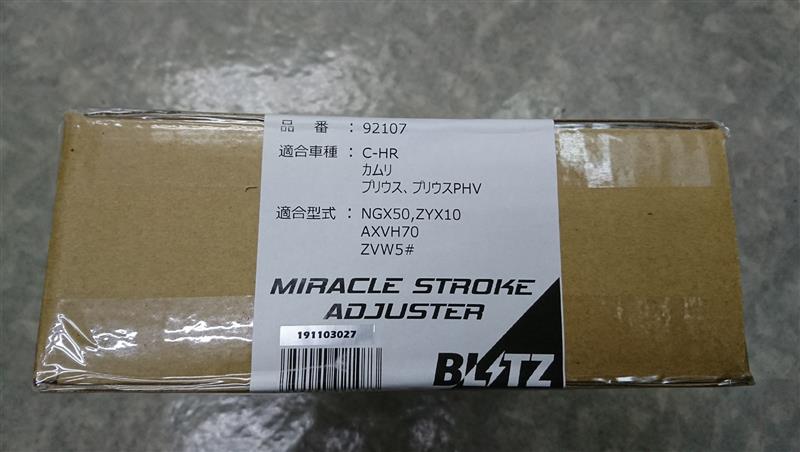 品 番 : 92107
適合車種 : C-HR
カムリ
プリウス、プリウスPHV
適合型式 : NGX50,ZYX10
AXVH70
ZVW5#
MIRACLE STROKE
ADJUSTER
191103027
BLITZ